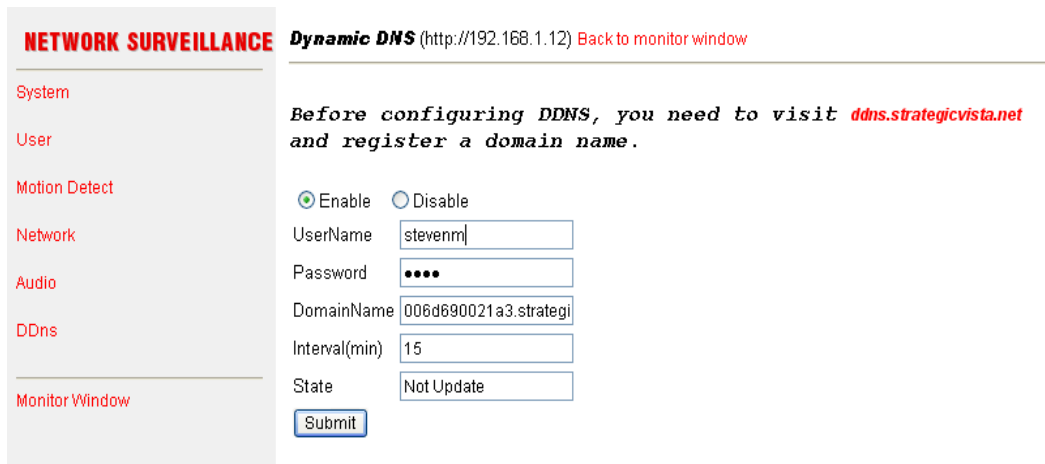 NETWORK SURVEILLANCE
System
User
Motion Detect
Network
Audio
DDns
Monitor Window
Dynamic DNS (http://192.168.1.12) Back to monitor window
Before configuring DDNS, you need to visit ddns.strategicvista.net
and register a domain name.
Enable Disable
UserName stevenm
Password ••••
DomainName 006d690021a3.strategi
Interval(min) 15
State Not Update
Submit